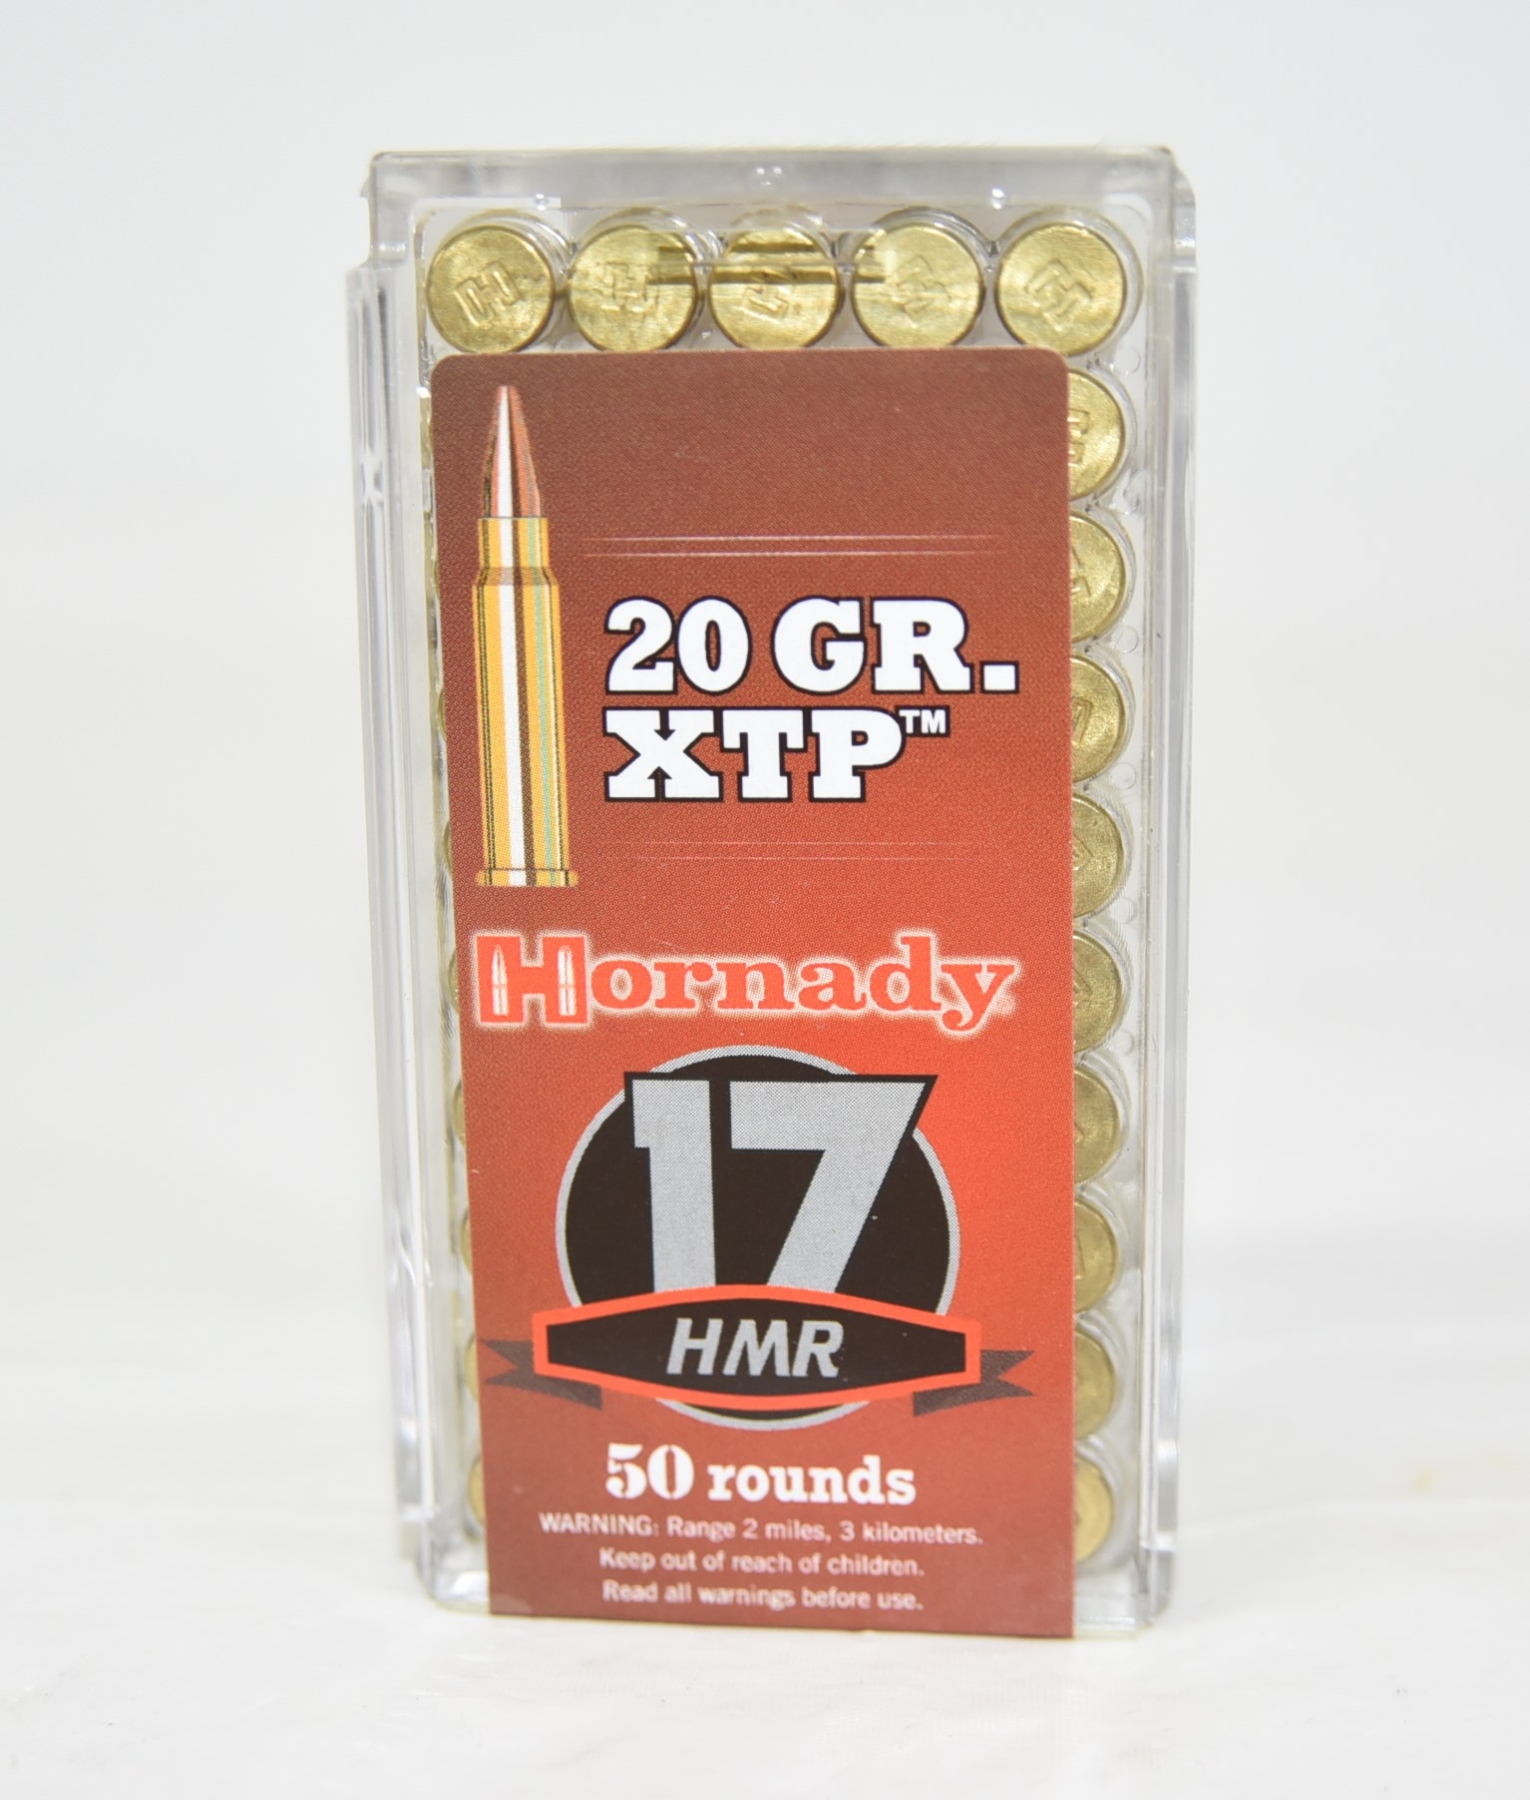 20 GR.
XTP™
Hornady
17
HMR
50 rounds
WARNING: Range 2 miles, 3 kilometers.
Keep out of reach of children.
Read all warnings before use.